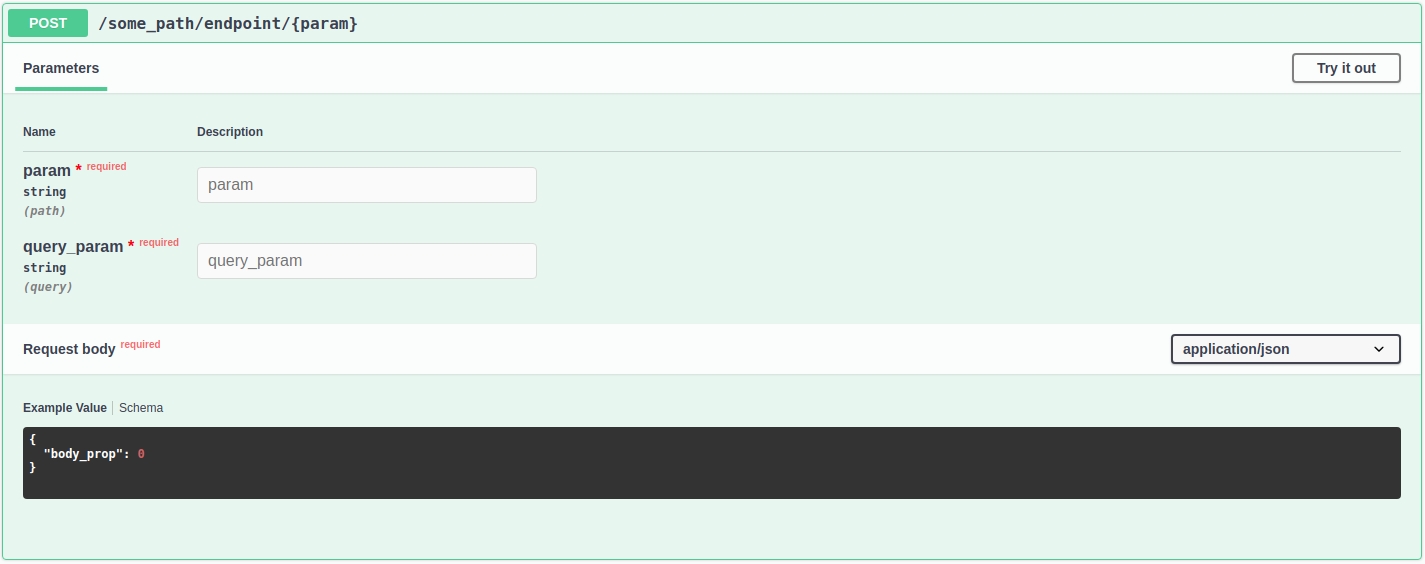 POST /some_path/endpoint/{param}
Parameters
Try it out
Name Description
param * required
string
(path)
param
query_param * required
string
(query)
query_param
Request body required
application/json
Example Value Schema
{
  "body_prop": 0
}